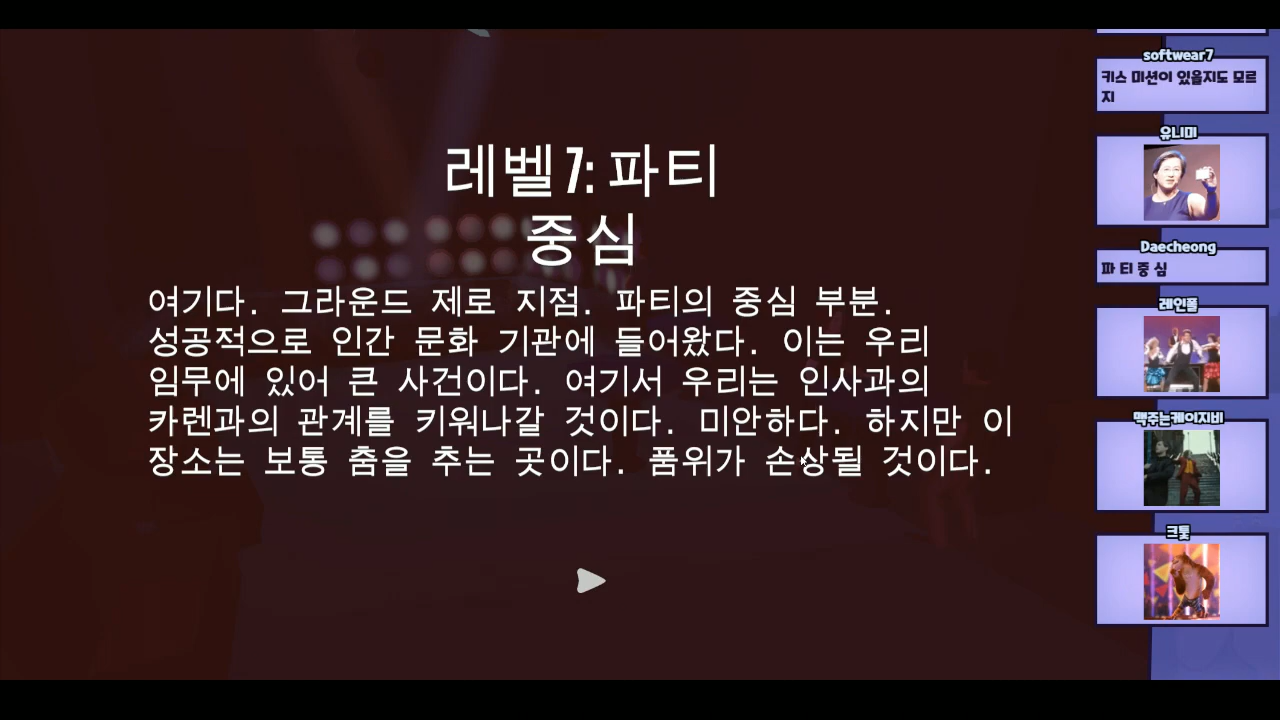 레벨 7: 파티
중심
여기다. 그라운드 제로 지점. 파티의 중심 부분.
성공적으로 인간 문화 기관에 들어왔다. 이는 우리
임무에 있어 큰 사건이다. 여기서 우리는 인사과의
카렌과의 관계를 키워나갈 것이다. 미안하다. 하지만 이
장소는 보통 춤을 추는 곳이다. 품위가 손상될 것이다.
softwear7
키스 미션이 있을지도 모르
지
유니미
Daecheong
파 티 중 심
레인폴
맥주는케이지비
크툋